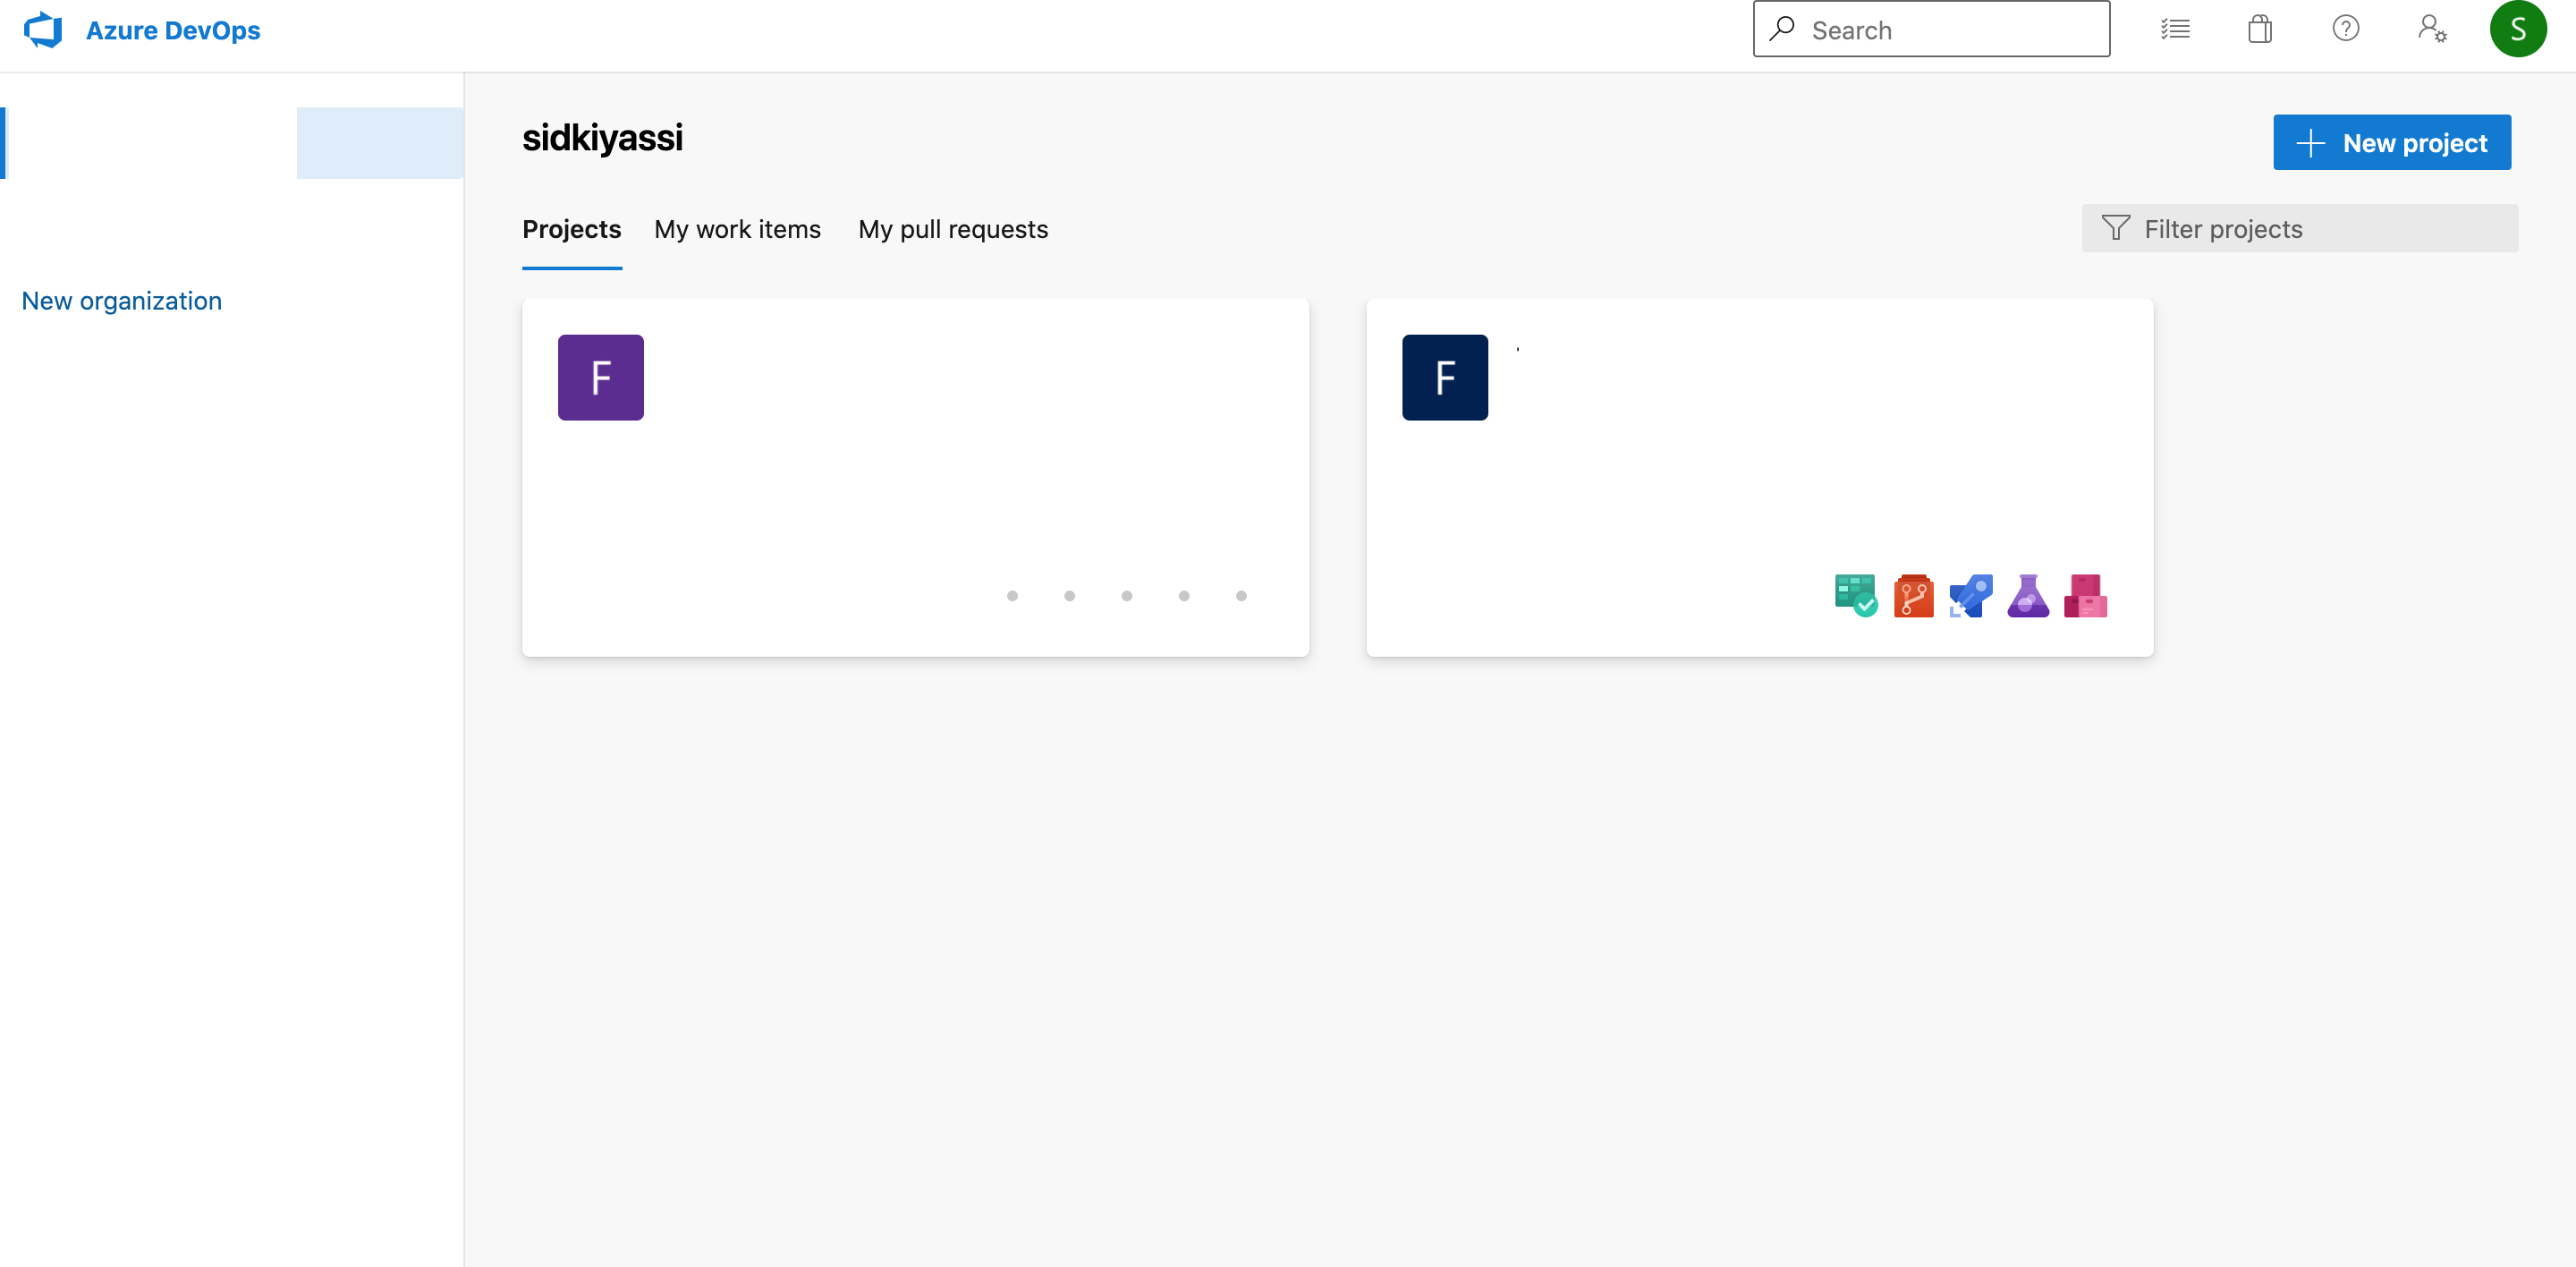 Azure DevOps
Search
S
sidkiyassi
New project
Projects
My work items
My pull requests
Filter projects
New organization
F
F